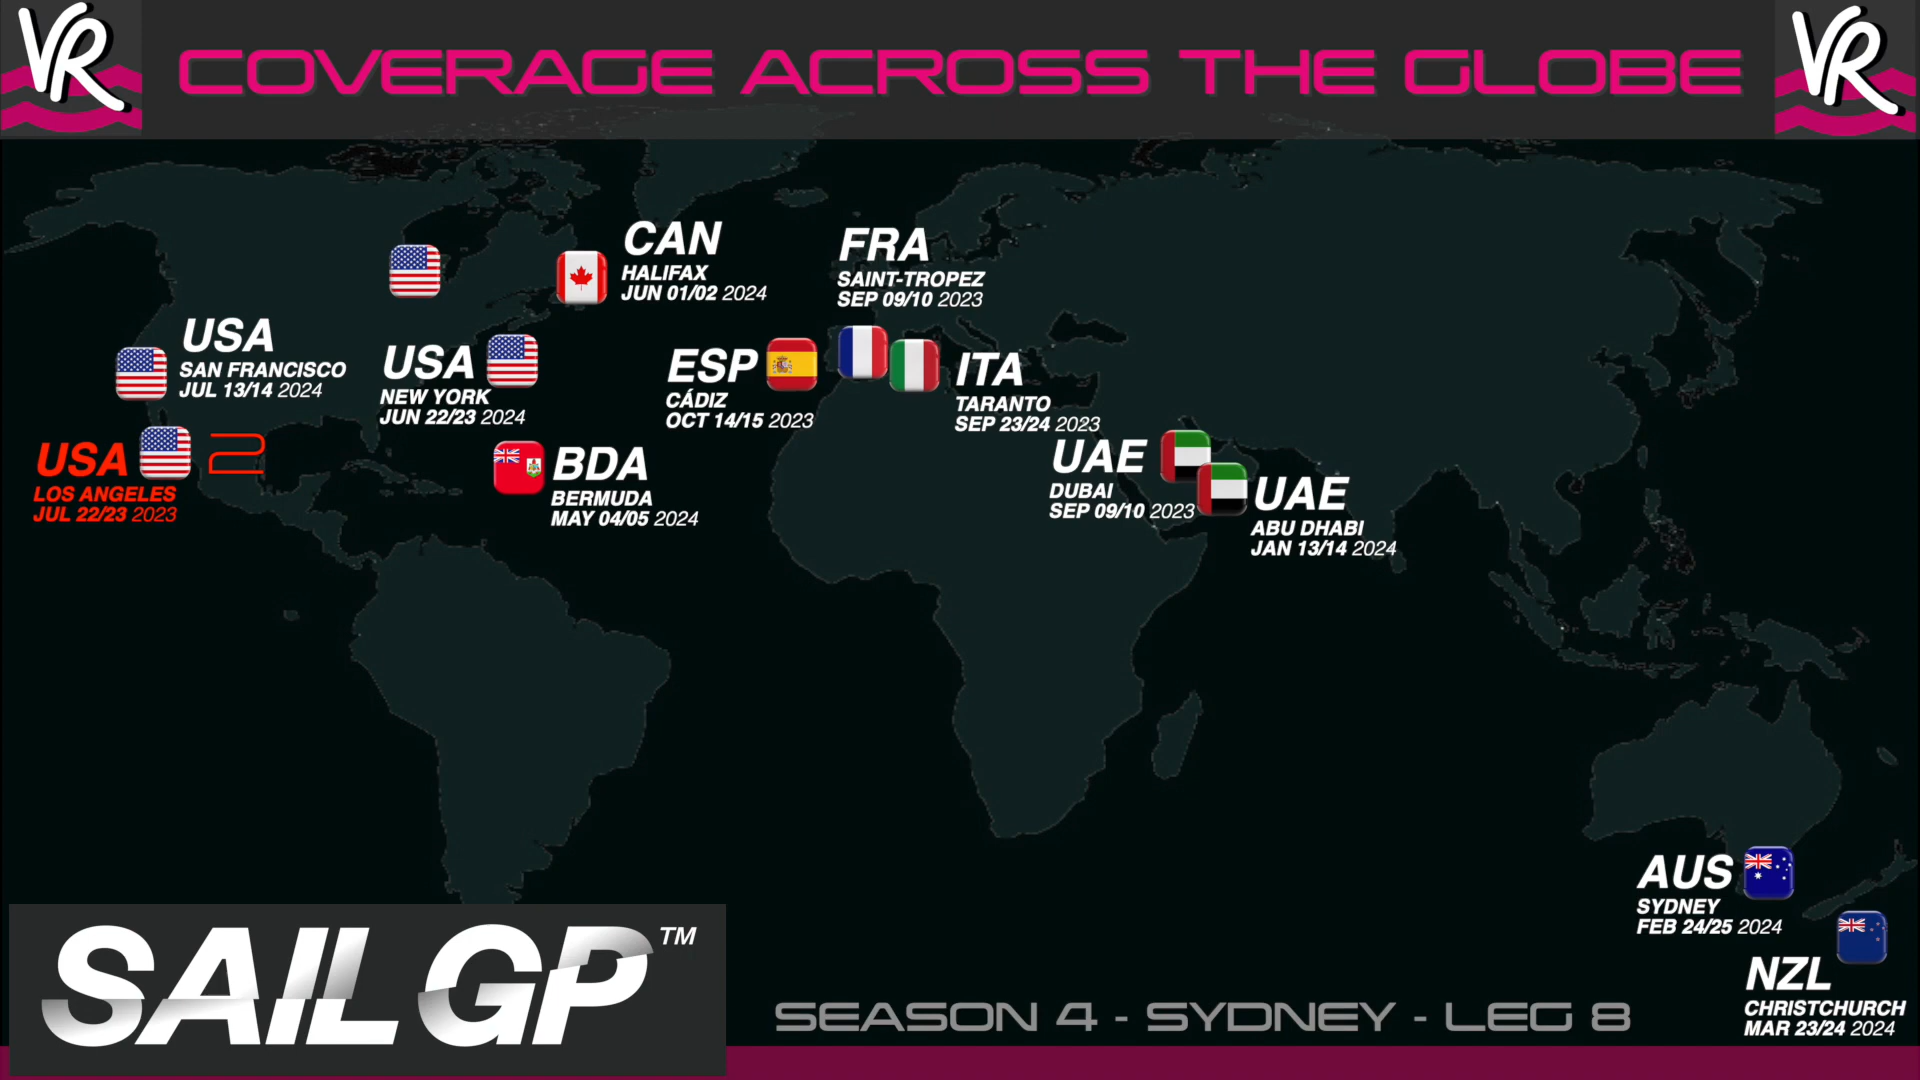 VR
COVERAGE ACROSS THE GLOBE
VR
CAN
HALIFAX
JUN 01/02 2024
FRA
SAINT-TROPEZ
SEP 09/10 2023
USA
SAN FRANCISCO
JUL 13/14 2024
USA
NEW YORK
JUN 22/23 2024
ESP
CÁDIZ
OCT 14/15 2023
ITA
TARANTO
SEP 23/24 2023
USA
2
LOS ANGELES
JUL 22/23 2023
BDA
BERMUDA
MAY 04/05 2024
UAE
DUBAI
SEP 09/10 2023
UAE
ABU DHABI
JAN 13/14 2024
AUS
SYDNEY
FEB 24/25 2024
NZL
CHRISTCHURCH
MAR 23/24 2024
SAIL GP™
SEASON 4 - SYDNEY - LEG 8